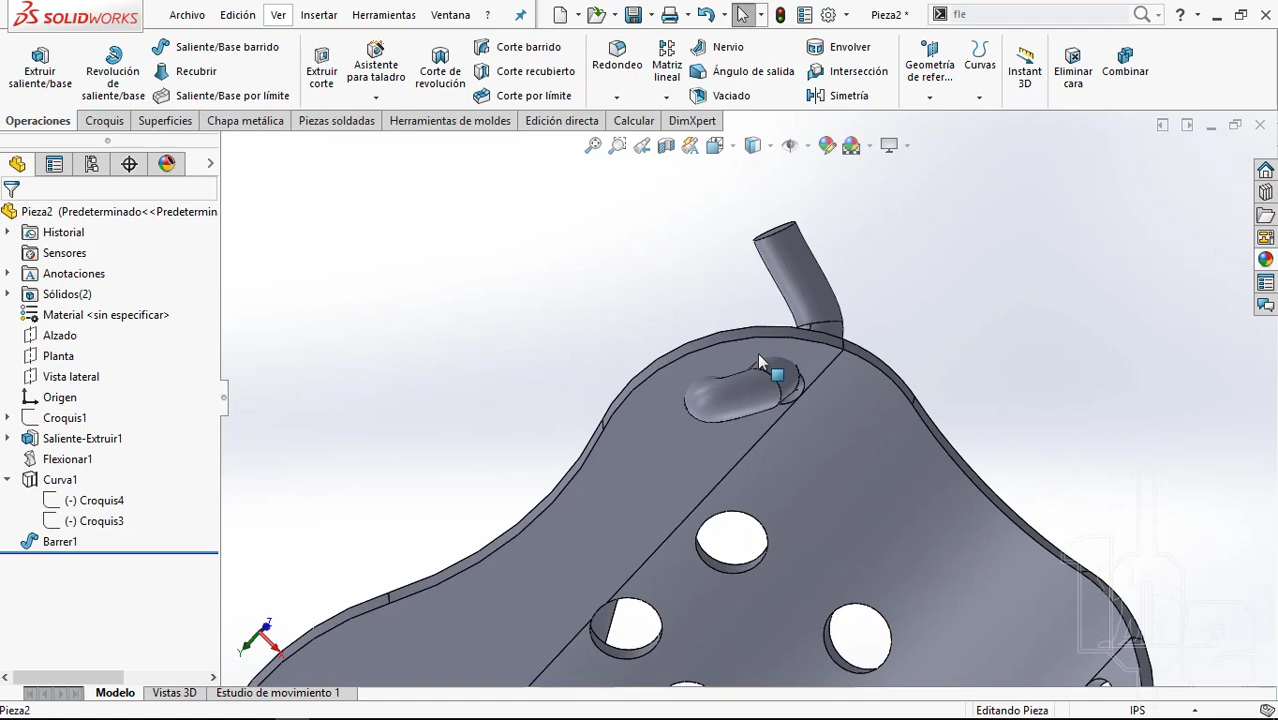 SOLIDWORKS
Archivo Edición Ver Insertar Herramientas Ventana ?
Pieza2 *
fle
Extruir saliente/base
Revolución de saliente/base
Saliente/Base barrido
Recubrir
Saliente/Base por límite
Extruir corte
Asistente para taladro
Corte de revolución
Corte barrido
Corte recubierto
Corte por límite
Redondeo
Matriz lineal
Nervio
Ángulo de salida
Vaciado
Envolver
Intersección
Simetría
Geometría de refer...
Curvas
Instant 3D
Eliminar cara
Combinar
Operaciones Croquis Superficies Chapa metálica Piezas soldadas Herramientas de moldes Edición directa Calcular DimXpert
Pieza2 (Predeterminado<<Predetermin
Historial
Sensores
Anotaciones
Sólidos(2)
Material <sin especificar>
Alzado
Planta
Vista lateral
Origen
Croquis1
Saliente-Extruir1
Flexionar1
Curva1
(-) Croquis4
(-) Croquis3
Barrer1
Z
Y
X
Modelo Vistas 3D Estudio de movimiento 1
Pieza2 Editando Pieza IPS